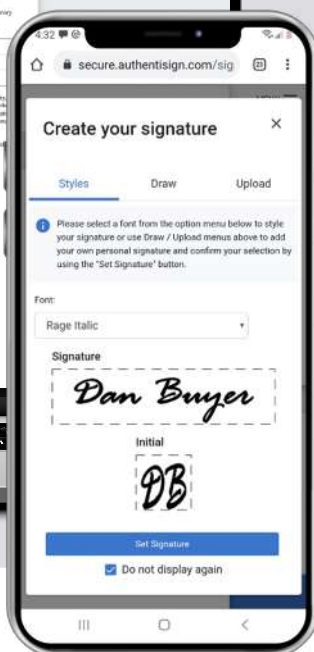 4:32
secure.authentisign.com/sig
Create your signature
Styles Draw Upload
Please select a font from the option menu below to style
your signature or use Draw / Upload menus above to add
your own personal signature and confirm your selection by
using the "Set Signature" button.
Font:
Rage Italic
Signature
Dan Buyer
Initial
DB
Set Signature
Do not display again